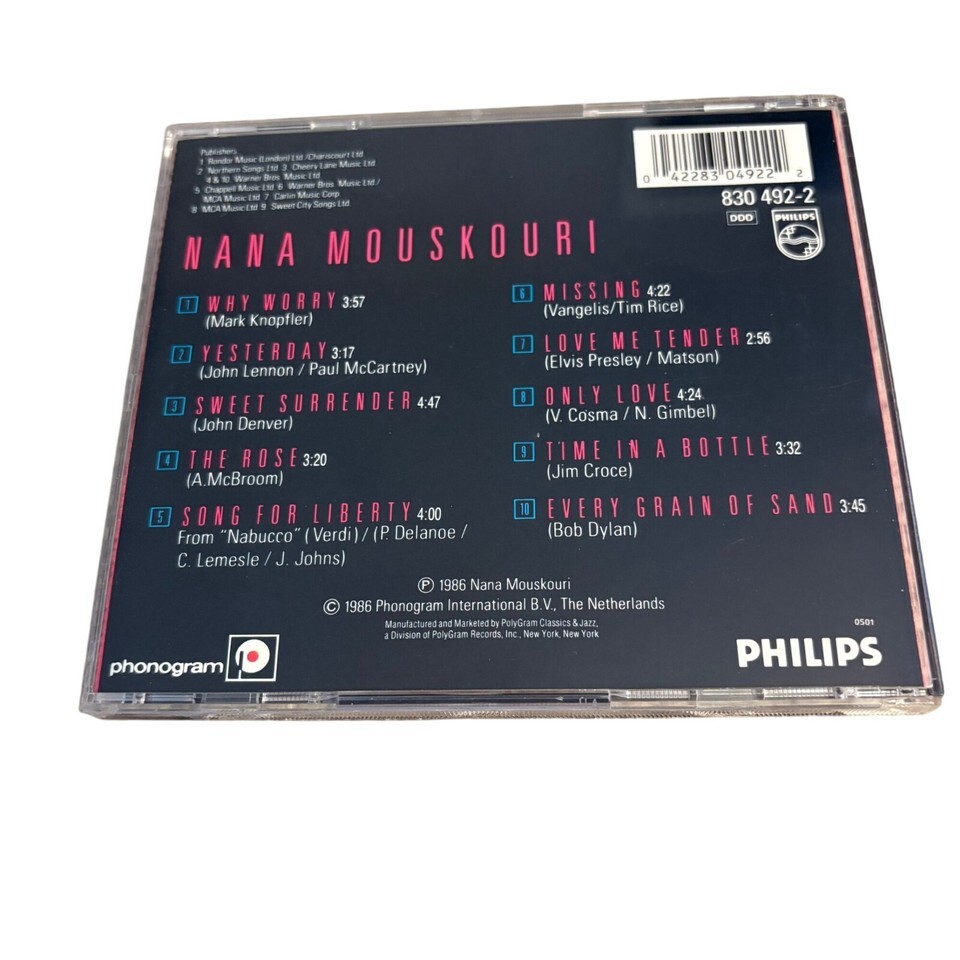 Publishers
1 Rondor Music (London) Ltd./Chariscourt Ltd
2 Northern Songs Ltd 3 Cherry Lane Music Ltd
4 & 10 Warner Bros Music Ltd
5 Chappell Music Ltd 6 Warner Bros. Music Ltd./
MCA Music Ltd 7 Carlin Music Corp
8 MCA Music Ltd 9 Sweet City Songs Ltd.
0 42283 04922 2
830 492-2
DDD
PHILIPS
NANA MOUSKOURI
1 WHY WORRY 3:57
(Mark Knopfler)
2 YESTERDAY 3:17
(John Lennon / Paul McCartney)
3 SWEET SURRENDER 4:47
(John Denver)
4 THE ROSE 3:20
(A.McBroom)
5 SONG FOR LIBERTY 4:00
From "Nabucco" (Verdi) / (P. Delanoe /
C. Lemesle / J. Johns)
6 MISSING 4:22
(Vangelis/Tim Rice)
7 LOVE ME TENDER 2:56
(Elvis Presley / Matson)
8 ONLY LOVE 4:24
(V. Cosma / N. Gimbel)
9 TIME IN A BOTTLE 3:32
(Jim Croce)
10 EVERY GRAIN OF SAND 3:45
(Bob Dylan)
℗ 1986 Nana Mouskouri
© 1986 Phonogram International B.V., The Netherlands
Manufactured and Marketed by PolyGram Classics & Jazz,
a Division of PolyGram Records, Inc., New York, New York
0501
phonogram
PHILIPS